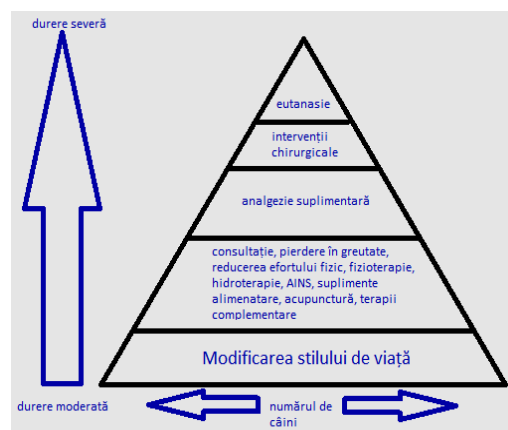 durere severă
eutanasie
intervenții
chirurgicale
analgezie suplimentară
consultație, pierdere în greutate,
reducerea efortului fizic, fizioterapie,
hidroterapie, AINS, suplimente
alimenatare, acupunctură, terapii
complementare
Modificarea stilului de viață
durere moderată
numărul de
câini